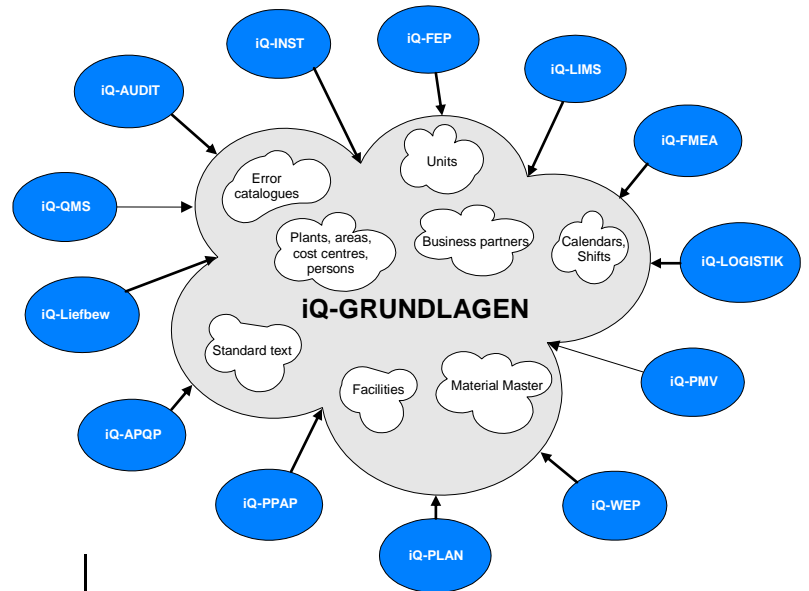 iQ-INST
iQ-FEP
iQ-LIMS
iQ-AUDIT
iQ-FMEA
iQ-QMS
iQ-LOGISTIK
iQ-Liefbew
iQ-PMV
iQ-APQP
iQ-PPAP
iQ-WEP
iQ-PLAN
Error
catalogues
Units
Plants, areas,
cost centres,
persons
Business partners
Calendars,
Shifts
iQ-GRUNDLAGEN
Standard text
Facilities
Material Master